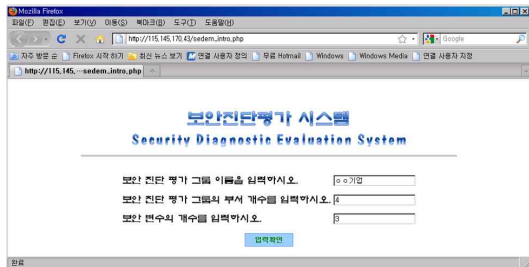 Mozilla Firefox
파일(F) 편집(E) 보기(V) 이동(S) 북마크(B) 도구(T) 도움말(H)
http://115,145,170,43/sedem_intro.php
Google
자주 방문 순 Firefox 시작 하기 최신 뉴스 보기 연결 사용자 정의 무료 Hotmail Windows Windows Media 연결 사용자 지정
http://115,145,···sedem_intro.php
보안진단평가 시스템
Security Diagnostic Evaluation System
보안 진단 평가 그룹 이름을 입력하시오. ㅇㅇ기업
보안 진단 평가 그룹의 부서 개수를 입력하시오. 4
보안 변수의 개수를 입력하시오. 3
입력확인
완료